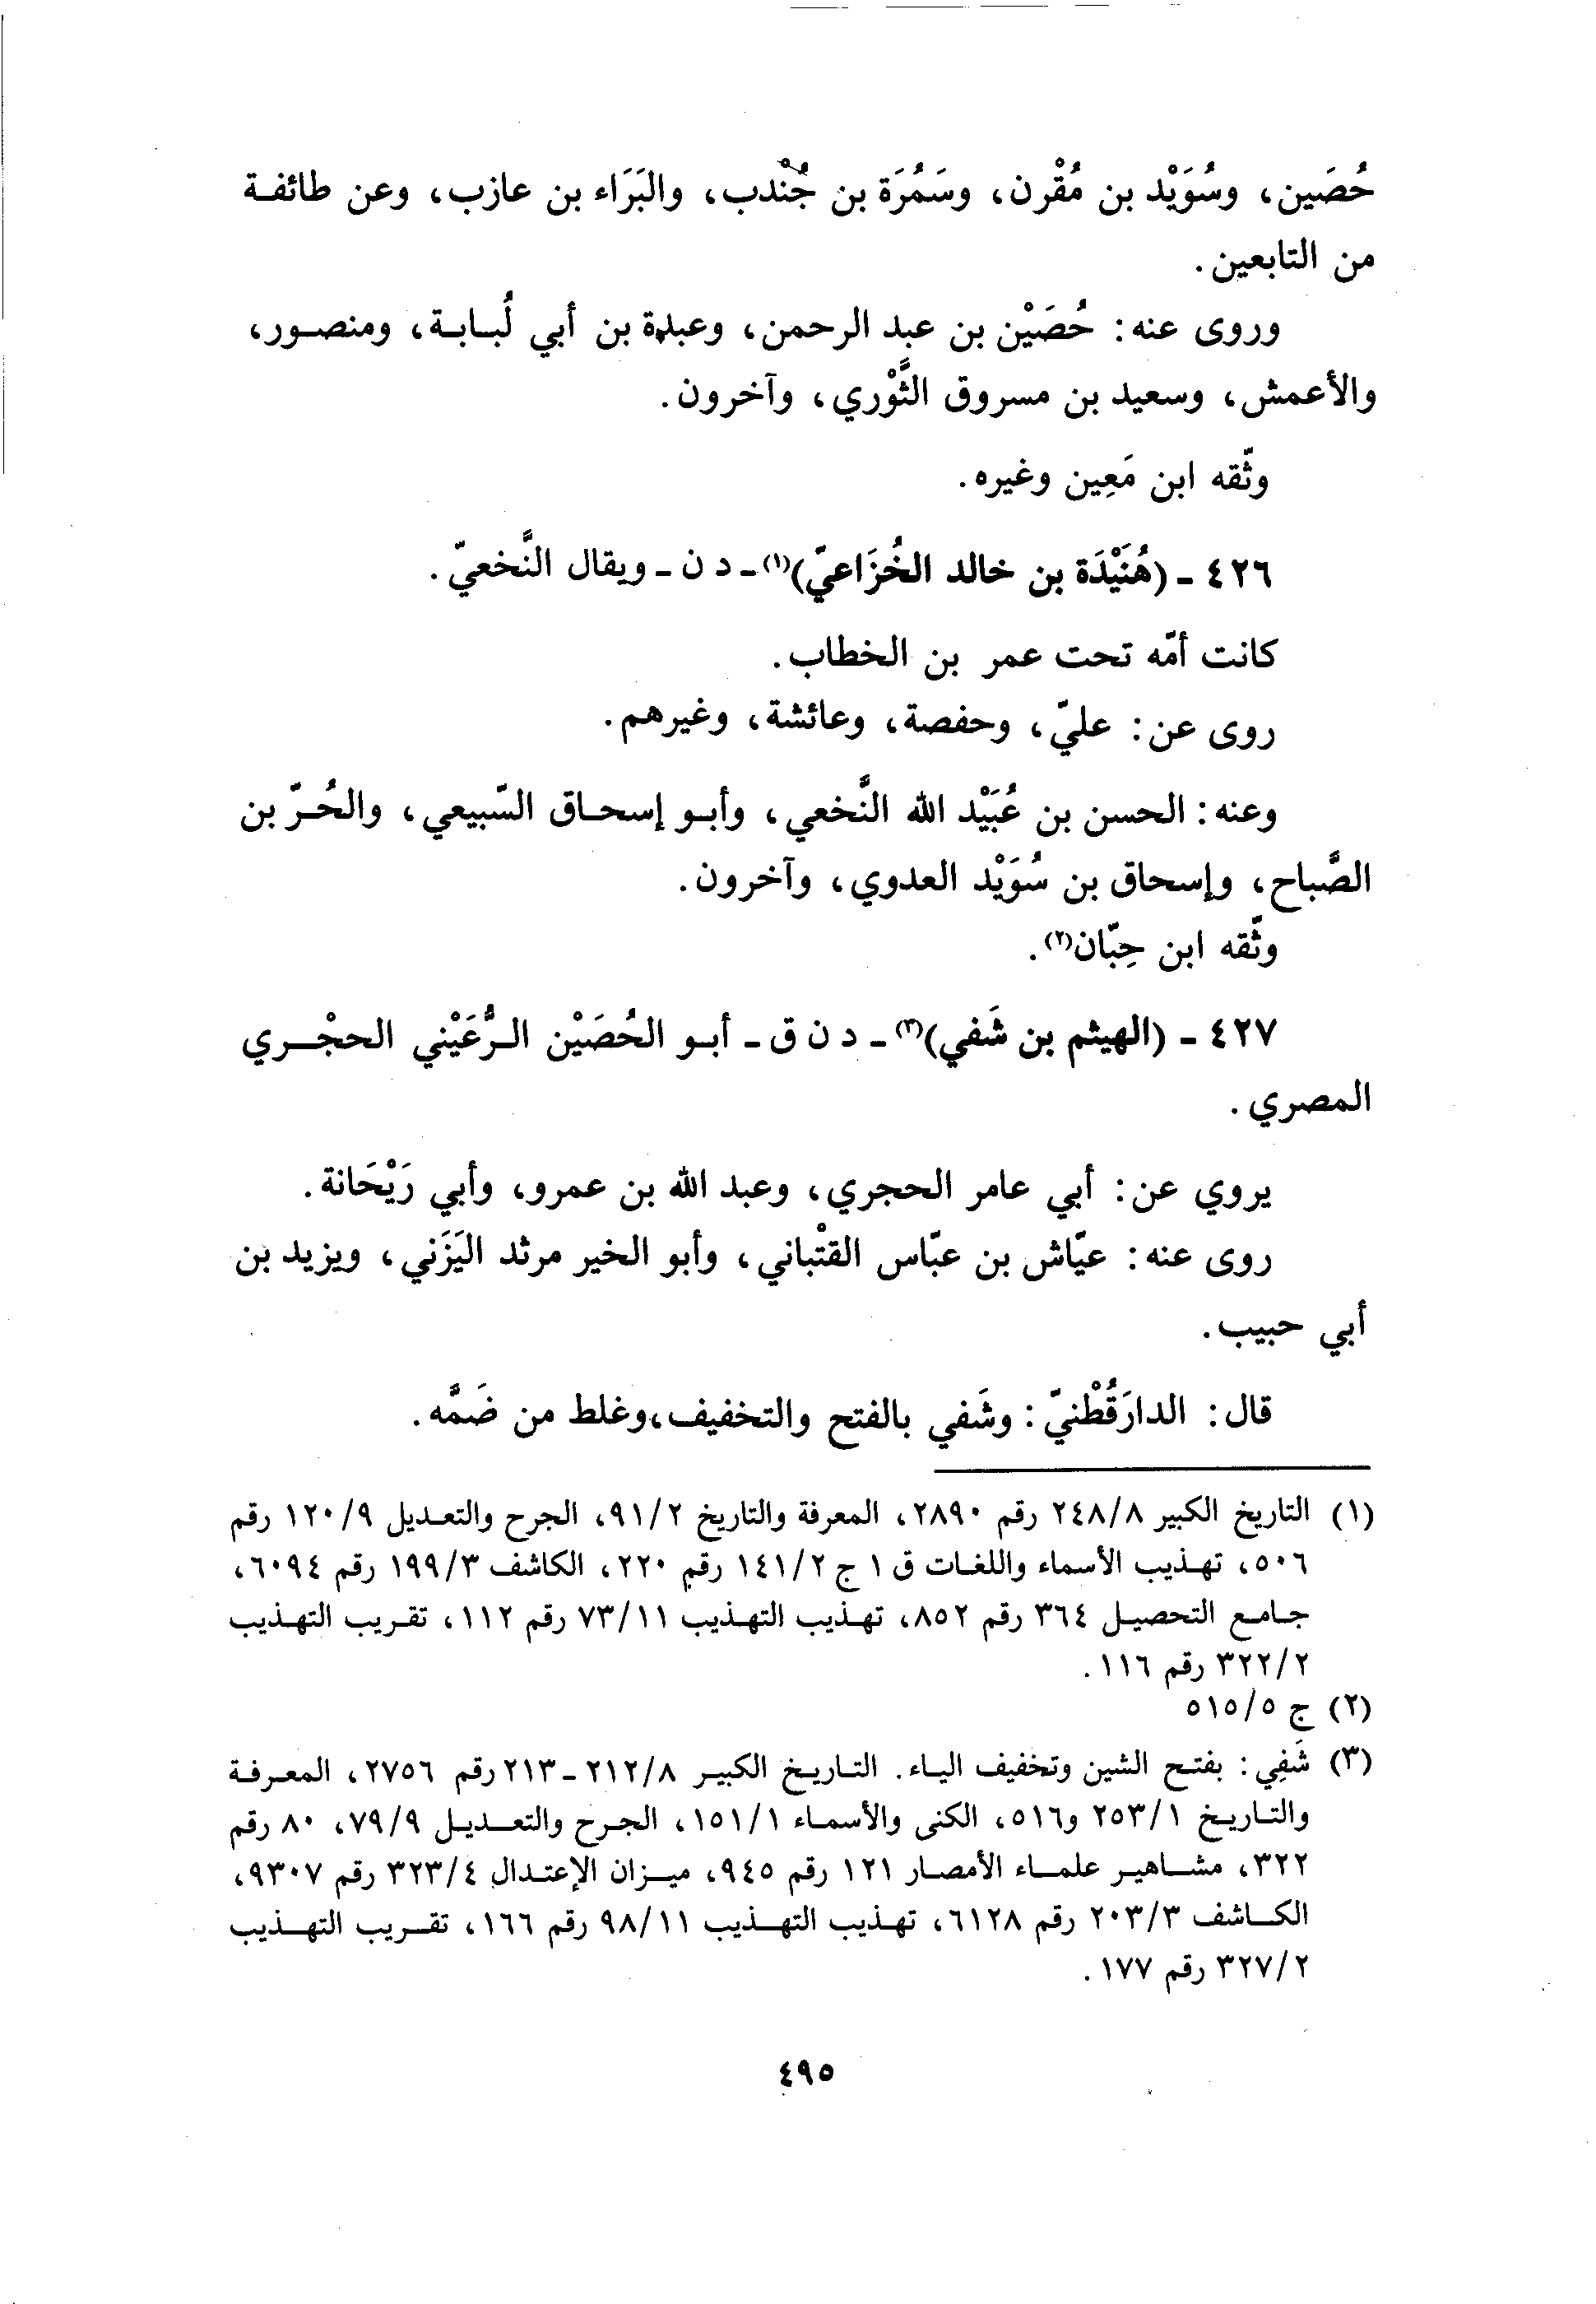 حُصَين، وسُوَيْد بن مُقْرن، وسَمُرَة بن جُنْدب، والبَرَاء بن عازب، وعن طائفة
من التابعين.
وروى عنه: حُصَيْن بن عبد الرحمن، وعبدة بن أبي لُبابة، ومنصور،
والأعمش، وسعيد بن مسروق الثَّوْري، وآخرون.
وثّقه ابن مَعِين وغيره.
٤٢٦ - (هُنَيْدَة بن خالد الخُزَاعيّ)(١) - د ن - ويقال النَّخعيّ.
كانت أمّه تحت عمر بن الخطاب.
روى عن: عليّ، وحفصة، وعائشة، وغيرهم.
وعنه: الحسن بن عُبَيْد الله النَّخعي، وأبو إسحاق السّبيعي، والحُرّ بن
الصَّباح، وإسحاق بن سُوَيْد العدوي، وآخرون.
وثّقه ابن حِبّان(٢).
٤٢٧ - (الهيثم بن شَفي)(٣) - د ن ق - أبو الحُصَيْن الرُّعَيْني الحجْري
المصري.
يروي عن: أبي عامر الحجري، وعبد الله بن عمرو، وأبي رَيْحَانة.
روى عنه: عيّاش بن عبّاس القتْباني، وأبو الخير مرثد اليَزَني، ويزيد بن
أبي حبيب.
قال: الدارَقُطْنيّ: وشَفي بالفتح والتخفيف، وغلط من ضَمَّه.
(١) التاريخ الكبير ٢٤٨/٨ رقم ٢٨٩٠، المعرفة والتاريخ ٩١/٢، الجرح والتعديل ١٢٠/٩ رقم
٥٠٦، تهذيب الأسماء واللغات ق ١ ج ١٤١/٢ رقم ٢٢٠، الكاشف ١٩٩/٣ رقم ٦٠٩٤،
جامع التحصيل ٣٦٤ رقم ٨٥٢، تهذيب التهذيب ٧٣/١١ رقم ١١٢، تقريب التهذيب
٣٢٢/٢ رقم ١١٦.
(٢) ج ٥١٥/٥
(٣) شَفِي: بفتح الشين وتخفيف الياء. التاريخ الكبير ٢١٢/٨ - ٢١٣ رقم ٢٧٥٦، المعرفة
والتاريخ ٢٥٣/١ و٥١٦، الكنى والأسماء ١٥١/١، الجرح والتعديل ٧٩/٩، ٨٠ رقم
٣٢٢، مشاهير علماء الأمصار ١٢١ رقم ٩٤٥، ميزان الإعتدال ٣٢٣/٤ رقم ٩٣٠٧،
الكاشف ٢٠٣/٣ رقم ٦١٢٨، تهذيب التهذيب ٩٨/١١ رقم ١٦٦، تقريب التهذيب
٣٢٧/٢ رقم ١٧٧.
٤٩٥